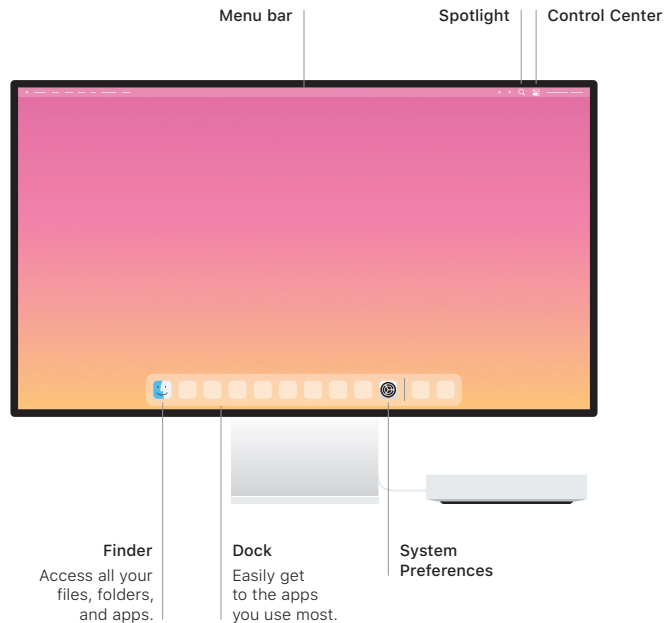 Menu bar
Spotlight
Control Center
Finder
Access all your
files, folders,
and apps.
Dock
Easily get
to the apps
you use most.
System
Preferences